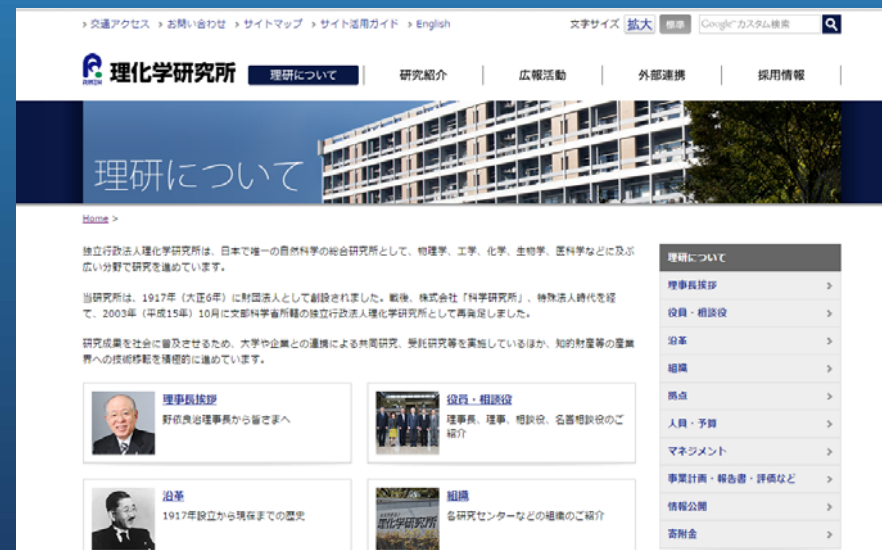 > 交通アクセス > お問い合わせ > サイトマップ > サイト活用ガイド > English
文字サイズ 拡大 標準 Google カスタム検索
RIKEN 理化学研究所 理研について 研究紹介 広報活動 外部連携 採用情報
理研について
Home >
独立行政法人理化学研究所は、日本で唯一の自然科学の総合研究所として、物理学、工学、化学、生物学、医科学などに及ぶ
広い分野で研究を進めています。
当研究所は、1917年(大正6年)に財団法人として創設されました。戦後、株式会社「科学研究所」、特殊法人時代を経
て、2003年(平成15年)10月に文部科学省所轄の独立行政法人理化学研究所として再発足しました。
研究成果を社会に普及させるため、大学や企業との連携による共同研究、受託研究等を実施しているほか、知的財産等の産業
界への技術移転を積極的に進めています。
理事長挨拶
野依良治理事長から皆さまへ
役員・相談役
理事長、理事、相談役、名誉相談役のご
紹介
沿革
1917年設立から現在までの歴史
組織
各研究センターなどの組織のご紹介
理化学研究所
理研について
理事長挨拶 >
役員・相談役 >
沿革 >
組織 >
拠点 >
人員・予算 >
マネジメント >
事業計画・報告書・評価など >
情報公開 >
寄附金 >